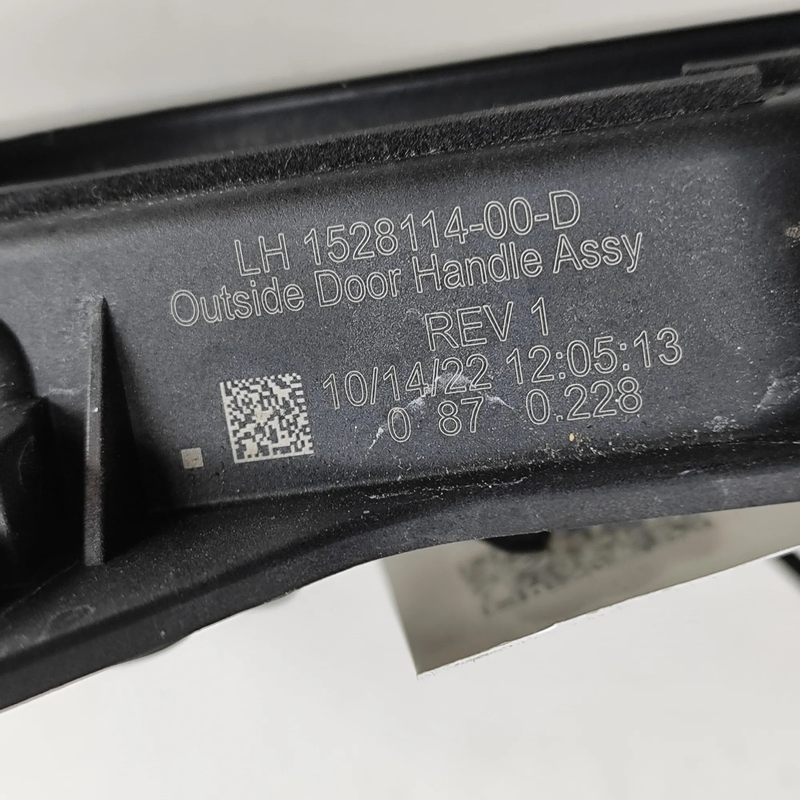 LH 1528114-00-D
Outside Door Handle Assy
REV 1
10/14/22 12:05:13
0 87 0.228